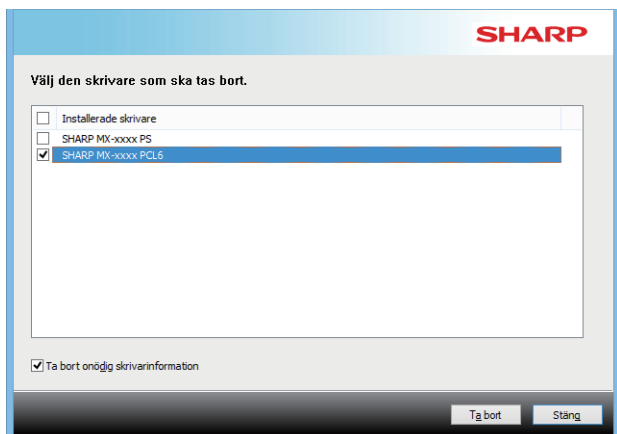 SHARP
Välj den skrivare som ska tas bort.
Installerade skrivare
SHARP MX-xxxx PS
SHARP MX-xxxx PCL6
Ta bort onödig skrivarinformation
Ta bort
Stäng